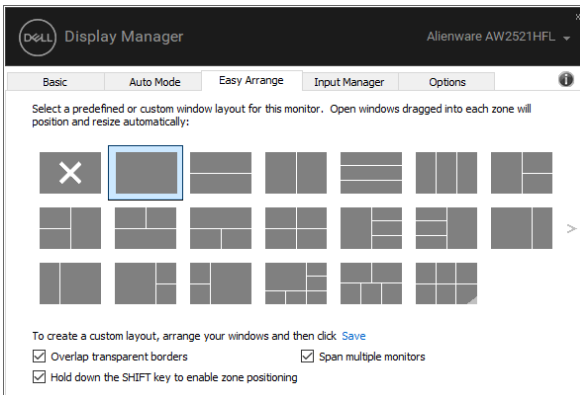 DELL Display Manager Alienware AW2521HFL
Basic Auto Mode Easy Arrange Input Manager Options
Select a predefined or custom window layout for this monitor. Open windows dragged into each zone will
position and resize automatically:
To create a custom layout, arrange your windows and then click Save
Overlap transparent borders Span multiple monitors
Hold down the SHIFT key to enable zone positioning